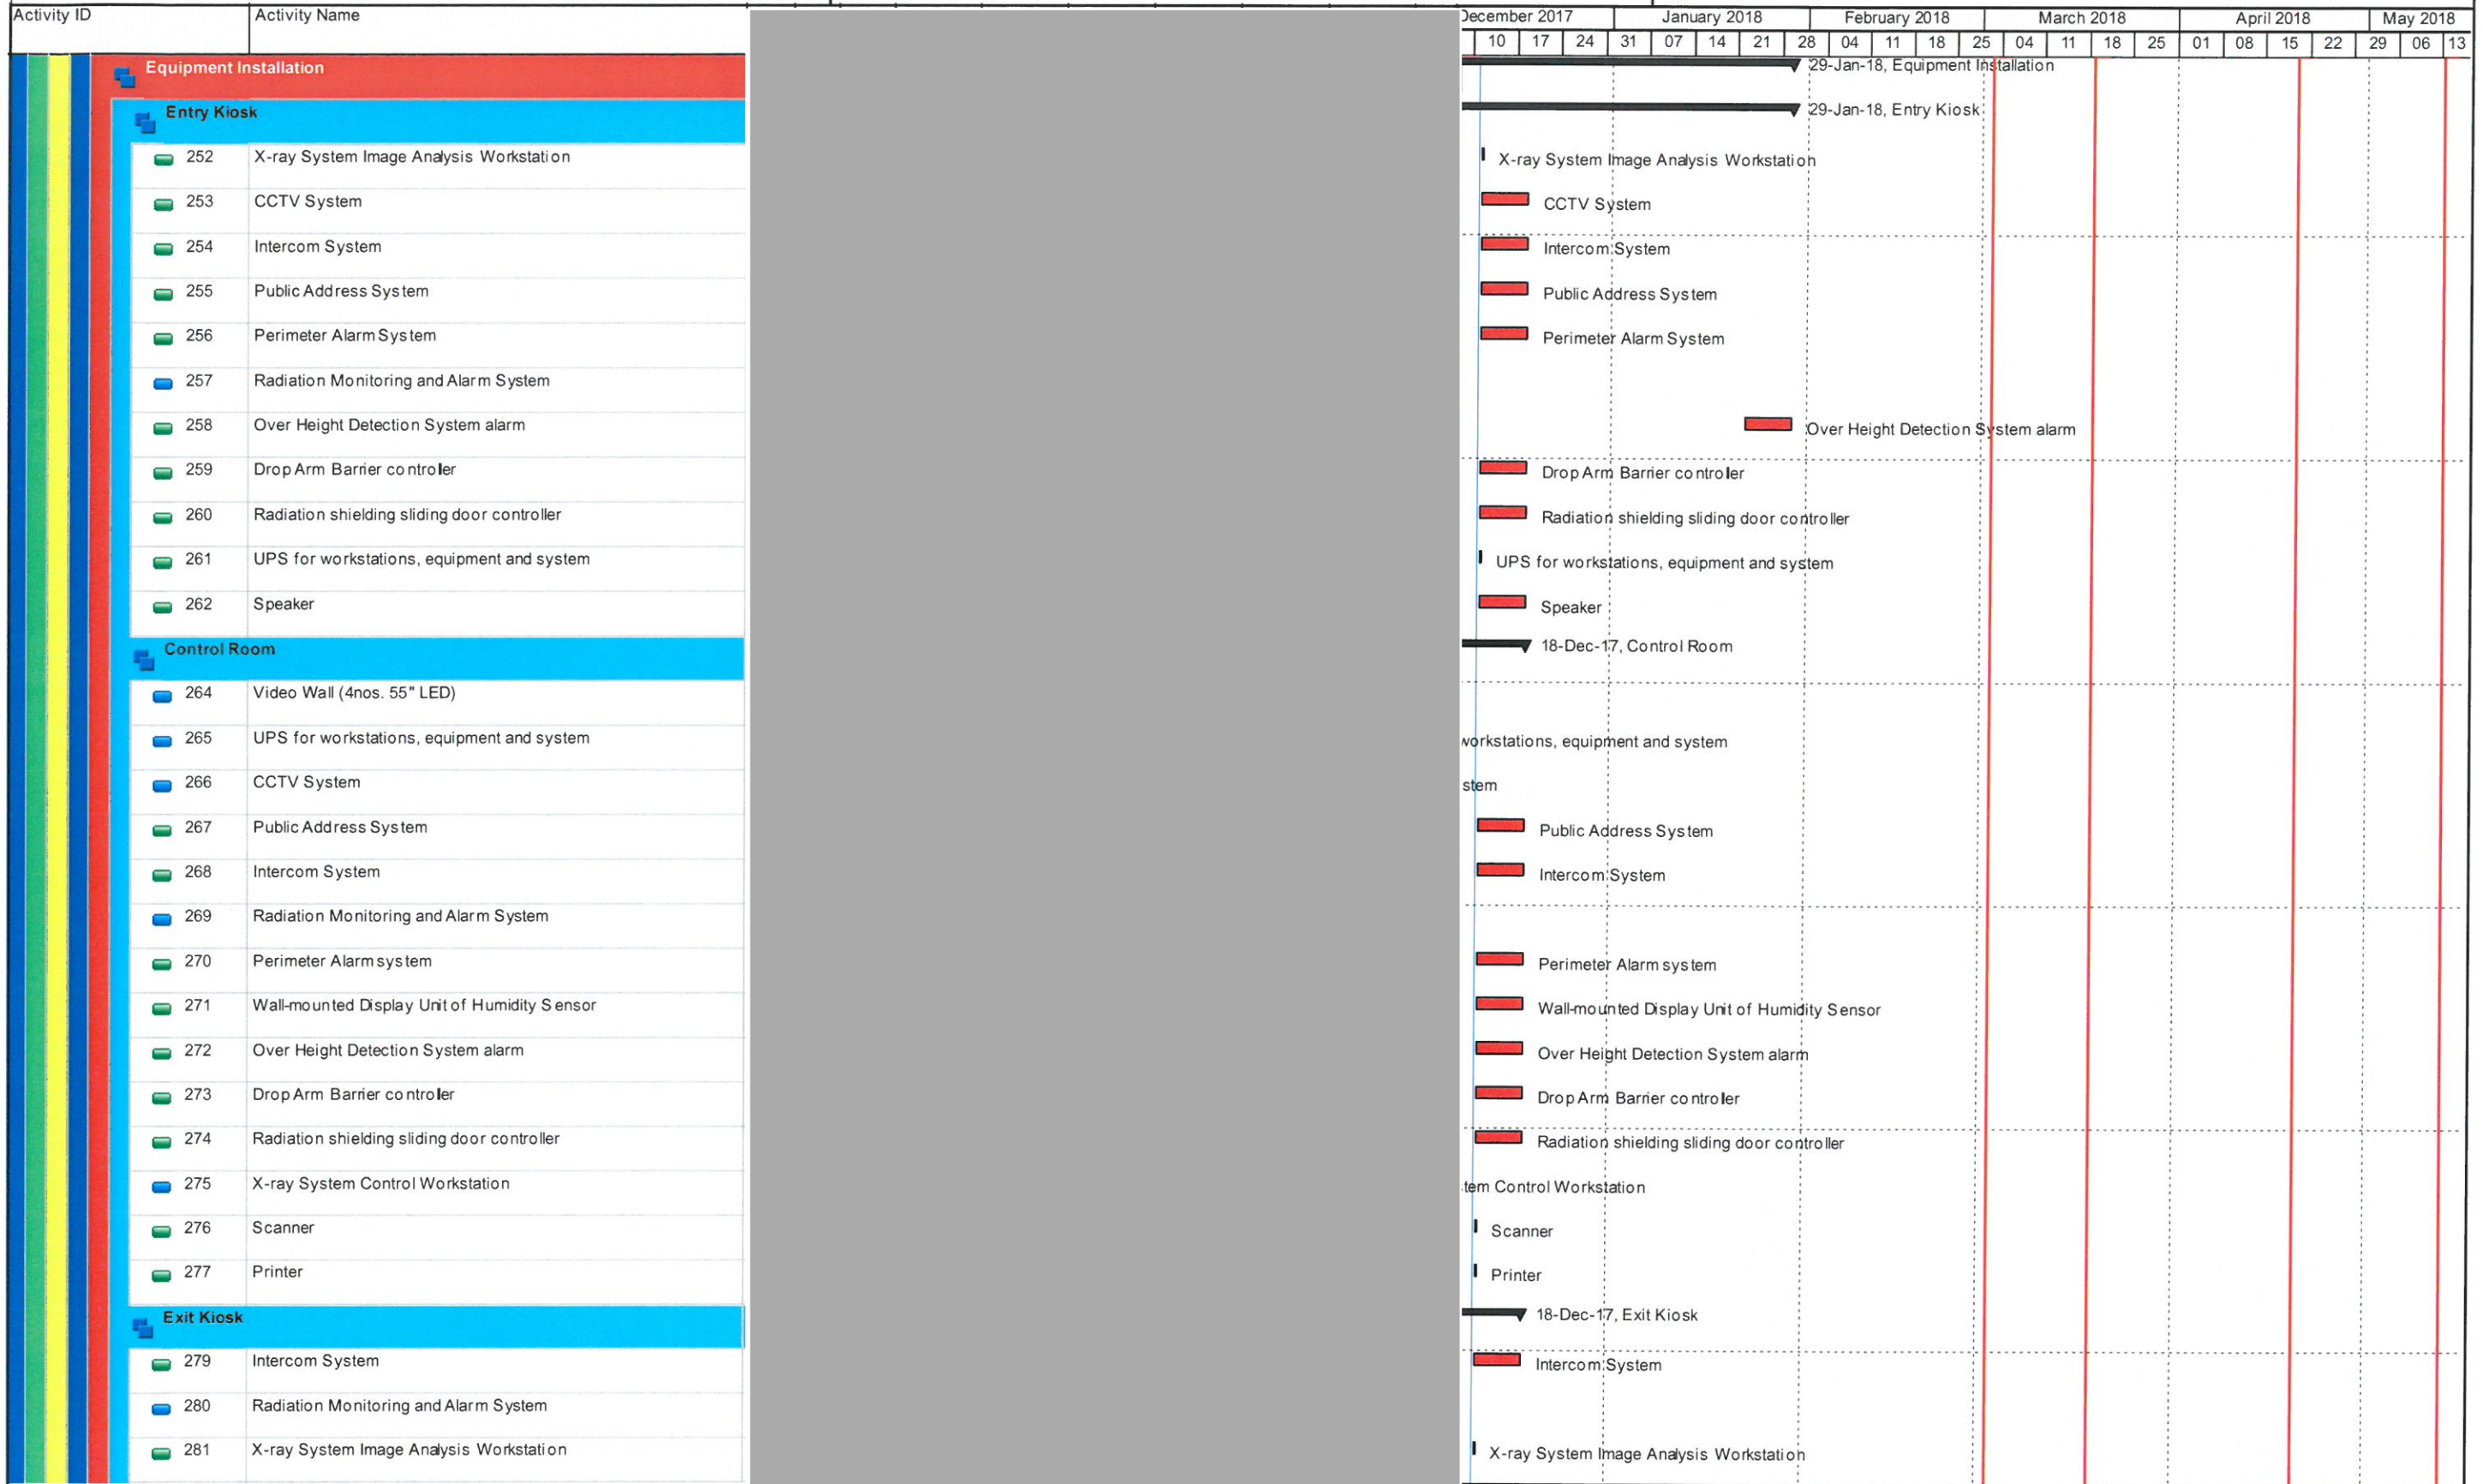 Activity ID Activity Name December 2017 January 2018 February 2018 March 2018 April 2018 May 2018
10 17 24 31 07 14 21 28 04 11 18 25 04 11 18 25 01 08 15 22 29 06 13
Equipment Installation 29-Jan-18, Equipment Installation
Entry Kiosk 29-Jan-18, Entry Kiosk
252 X-ray System Image Analysis Workstation X-ray System Image Analysis Workstation
253 CCTV System CCTV System
254 Intercom System Intercom System
255 Public Address System Public Address System
256 Perimeter Alarm System Perimeter Alarm System
257 Radiation Monitoring and Alarm System
258 Over Height Detection System alarm Over Height Detection System alarm
259 Drop Arm Barrier controller Drop Arm Barrier controller
260 Radiation shielding sliding door controller Radiation shielding sliding door controller
261 UPS for workstations, equipment and system UPS for workstations, equipment and system
262 Speaker Speaker
Control Room 18-Dec-17, Control Room
264 Video Wall (4nos. 55" LED)
265 UPS for workstations, equipment and system workstations, equipment and system
266 CCTV System stem
267 Public Address System Public Address System
268 Intercom System Intercom System
269 Radiation Monitoring and Alarm System
270 Perimeter Alarm system Perimeter Alarm system
271 Wall-mounted Display Unit of Humidity Sensor Wall-mounted Display Unit of Humidity Sensor
272 Over Height Detection System alarm Over Height Detection System alarm
273 Drop Arm Barrier controller Drop Arm Barrier controller
274 Radiation shielding sliding door controller Radiation shielding sliding door controller
275 X-ray System Control Workstation tem Control Workstation
276 Scanner Scanner
277 Printer Printer
Exit Kiosk 18-Dec-17, Exit Kiosk
279 Intercom System Intercom System
280 Radiation Monitoring and Alarm System
281 X-ray System Image Analysis Workstation X-ray System Image Analysis Workstation